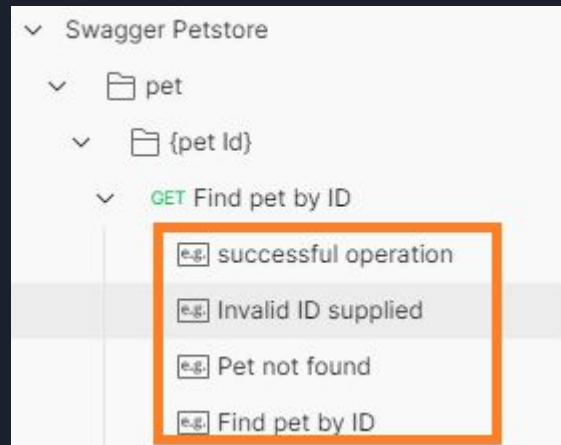 Swagger Petstore
pet
{pet Id}
GET Find pet by ID
e.g. successful operation
e.g. Invalid ID supplied
e.g. Pet not found
e.g. Find pet by ID